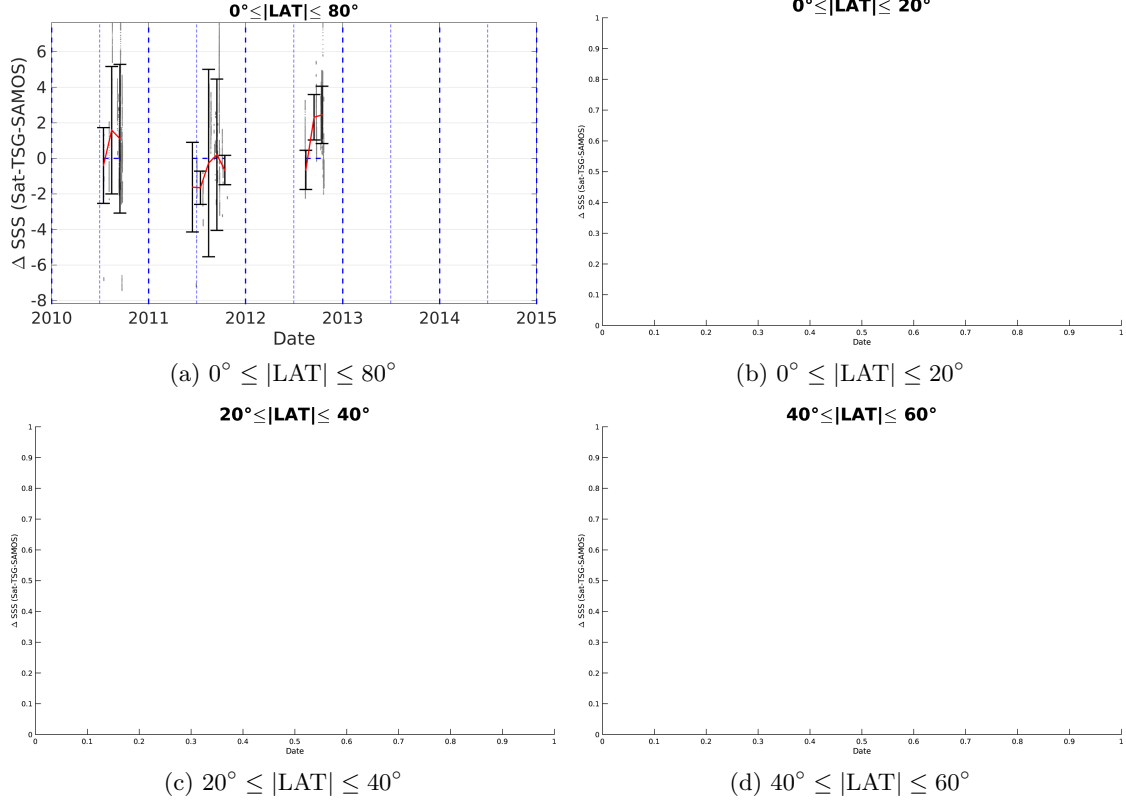 0°≤|LAT|≤ 80°
Δ SSS (Sat-TSG-SAMOS)
6
4
2
0
-2
-4
-6
-8
2010 2011 2012 2013 2014 2015
Date
(a) 0° ≤ |LAT| ≤ 80°
0°≤|LAT|≤ 20°
Δ SSS (Sat-TSG-SAMOS)
1
0.9
0.8
0.7
0.6
0.5
0.4
0.3
0.2
0.1
0
0 0.1 0.2 0.3 0.4 0.5 0.6 0.7 0.8 0.9 1
Date
(b) 0° ≤ |LAT| ≤ 20°
20°≤|LAT|≤ 40°
Δ SSS (Sat-TSG-SAMOS)
1
0.9
0.8
0.7
0.6
0.5
0.4
0.3
0.2
0.1
0
0 0.1 0.2 0.3 0.4 0.5 0.6 0.7 0.8 0.9 1
Date
(c) 20° ≤ |LAT| ≤ 40°
40°≤|LAT|≤ 60°
Δ SSS (Sat-TSG-SAMOS)
1
0.9
0.8
0.7
0.6
0.5
0.4
0.3
0.2
0.1
0
0 0.1 0.2 0.3 0.4 0.5 0.6 0.7 0.8 0.9 1
Date
(d) 40° ≤ |LAT| ≤ 60°